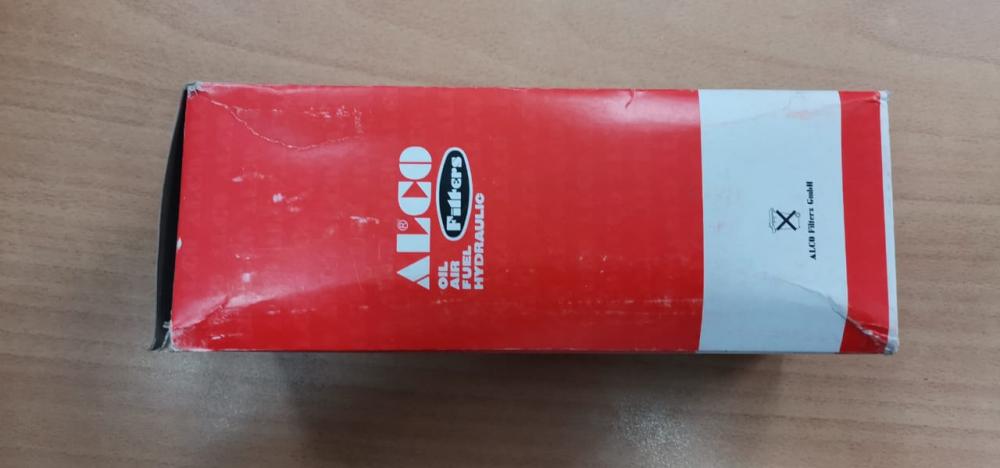 ALCO®
Filters
OIL
AIR
FUEL
HYDRAULIC
ALCO Filters GmbH